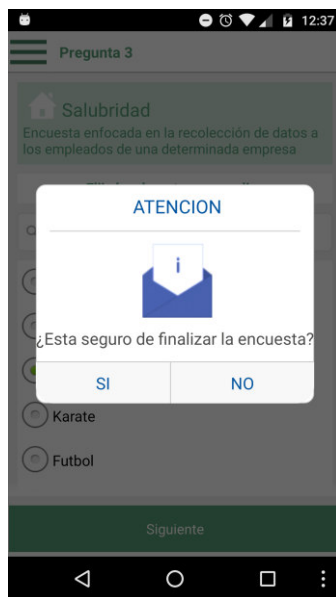 12:37
Pregunta 3
Salubridad
Encuesta enfocada en la recolección de datos a
los empleados de una determinada empresa
ATENCION
i
¿Esta seguro de finalizar la encuesta?
SI
NO
Karate
Futbol
Siguiente